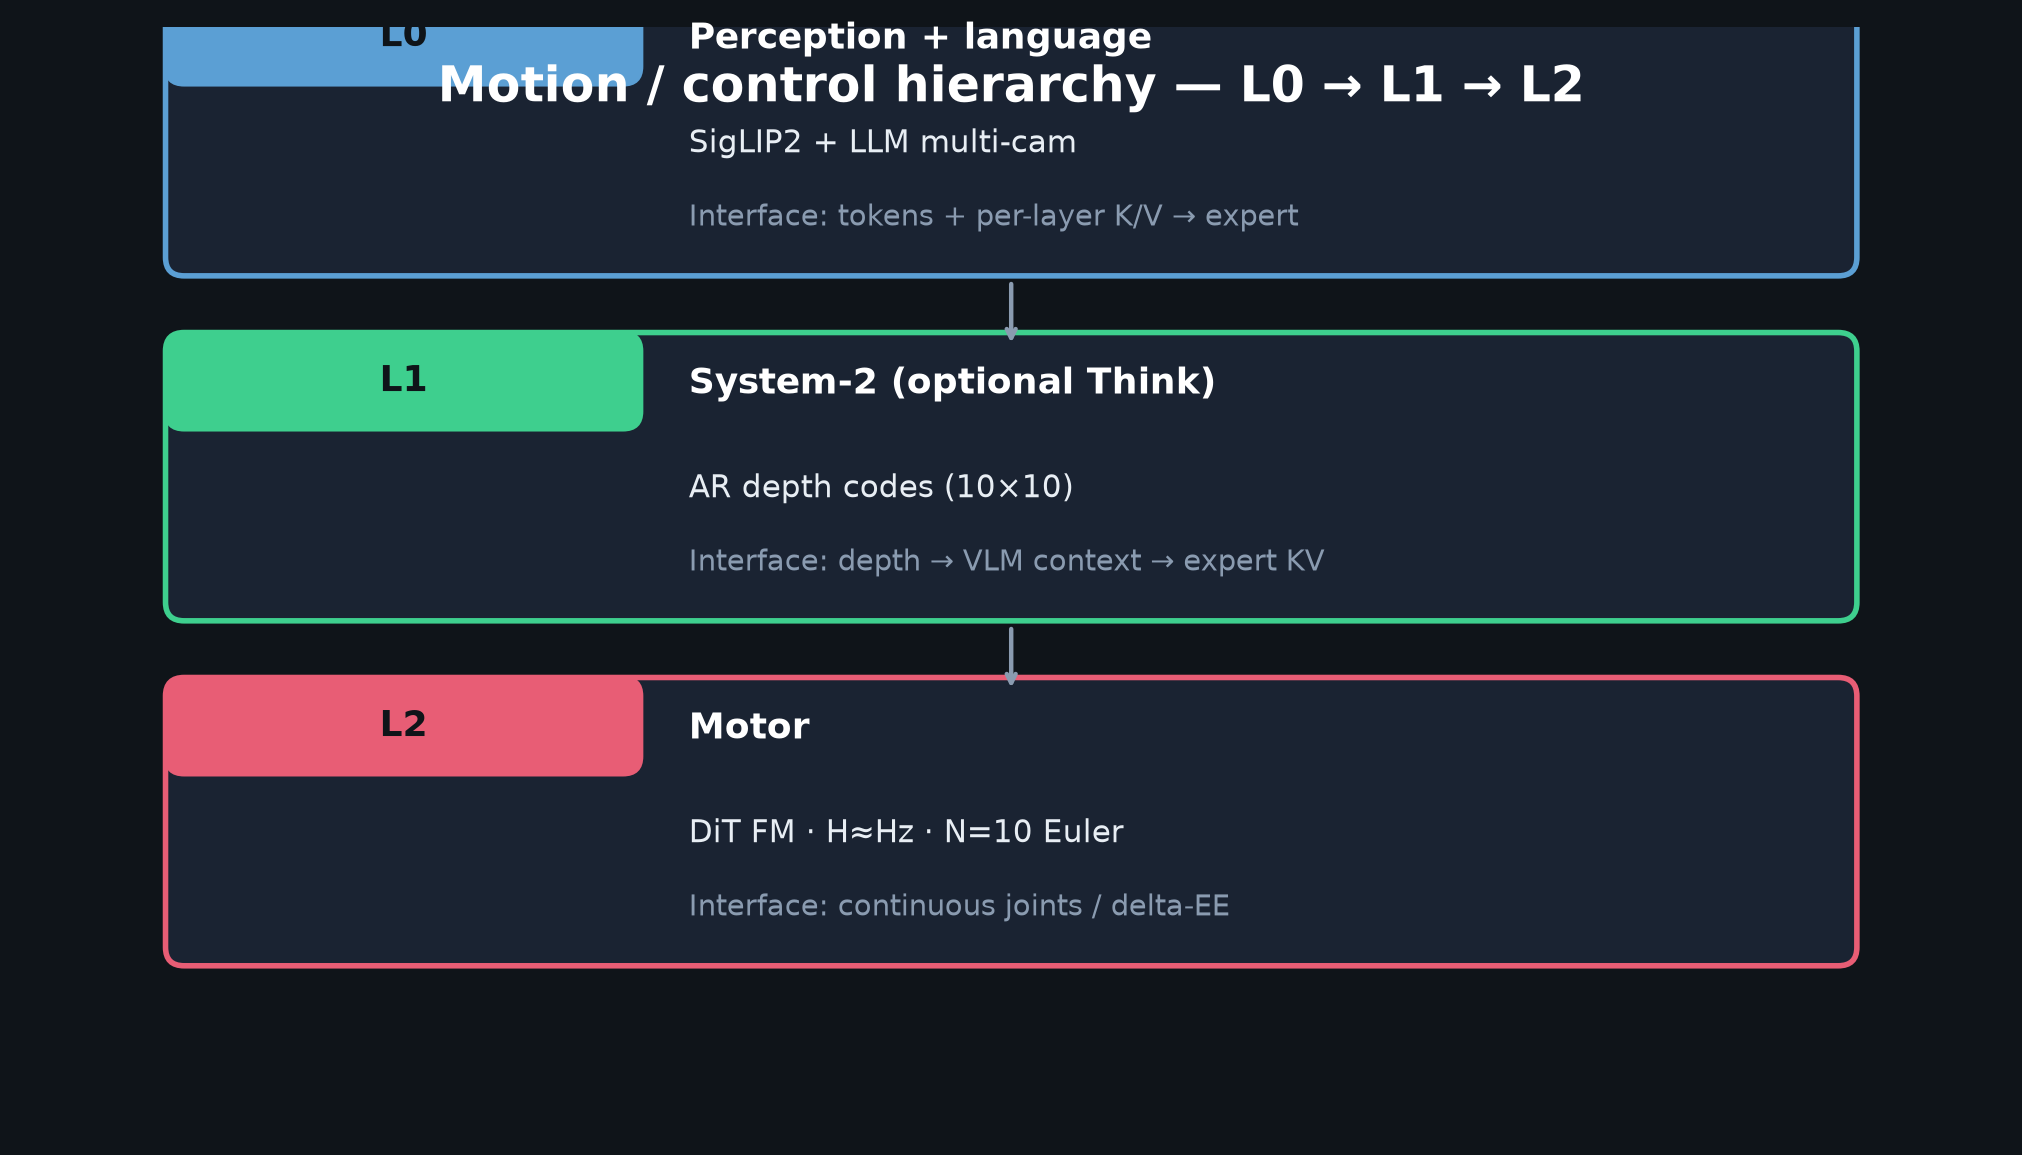 L0
Perception + language
Motion / control hierarchy — L0 → L1 → L2
SigLIP2 + LLM multi-cam
Interface: tokens + per-layer K/V → expert
L1
System-2 (optional Think)
AR depth codes (10×10)
Interface: depth → VLM context → expert KV
L2
Motor
DiT FM · H≈Hz · N=10 Euler
Interface: continuous joints / delta-EE